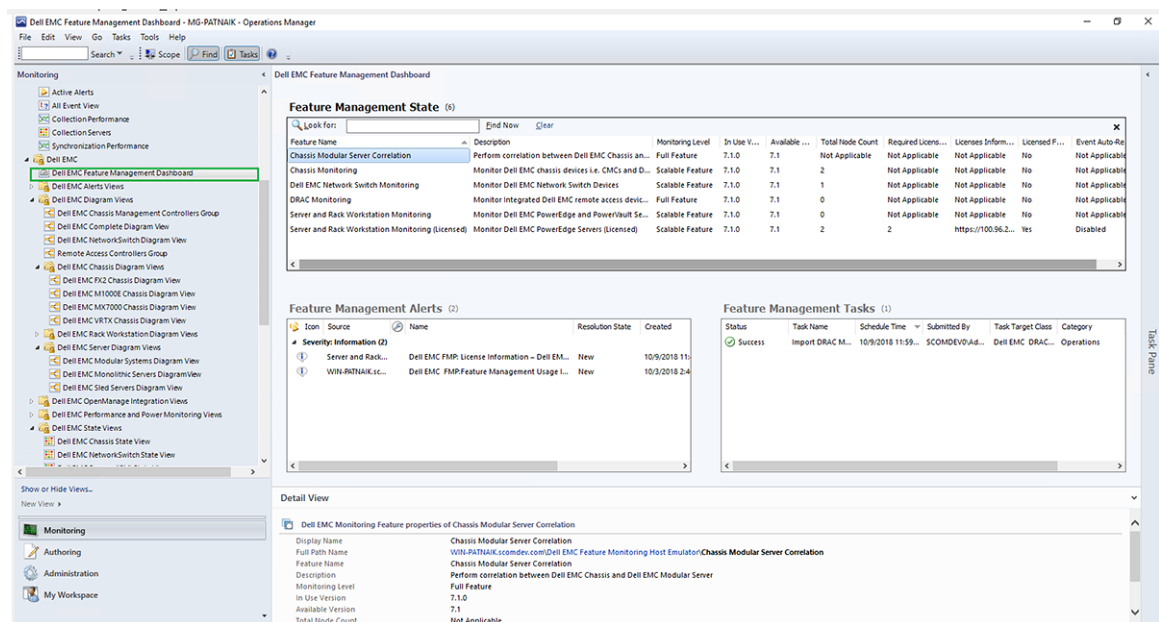 Dell EMC Feature Management Dashboard - MG-PATNAIK - Operations Manager
File Edit View Go Tasks Tools Help
Search Scope Find Tasks
Monitoring
Active Alerts
All Event View
Collection Performance
Collection Servers
Synchronization Performance
Dell EMC
Dell EMC Feature Management Dashboard
Dell EMC Alerts Views
Dell EMC Diagram Views
Dell EMC Chassis Management Controllers Group
Dell EMC Complete Diagram View
Dell EMC NetworkSwitch Diagram View
Remote Access Controllers Group
Dell EMC Chassis Diagram Views
Dell EMC FX2 Chassis Diagram View
Dell EMC M1000E Chassis Diagram View
Dell EMC MX7000 Chassis Diagram View
Dell EMC VRTX Chassis Diagram View
Dell EMC Rack Workstation Diagram Views
Dell EMC Server Diagram Views
Dell EMC Modular Systems Diagram View
Dell EMC Monolithic Servers DiagramView
Dell EMC Sled Servers Diagram View
Dell EMC OpenManage Integration Views
Dell EMC Performance and Power Monitoring Views
Dell EMC State Views
Dell EMC Chassis State View
Dell EMC NetworkSwitch State View
Show or Hide Views...
New View
Monitoring
Authoring
Administration
My Workspace
Dell EMC Feature Management Dashboard
Feature Management State (6)
Look for: Find Now Clear
Feature Name Description Monitoring Level In Use V... Available ... Total Node Count Required Licens... Licenses Inform... Licensed F... Event Auto-Re
Chassis Modular Server Correlation Perform correlation between Dell EMC Chassis an... Full Feature 7.1.0 7.1 Not Applicable Not Applicable Not Applicable No Not Applicable
Chassis Monitoring Monitor Dell EMC chassis devices i.e. CMCs and D... Scalable Feature 7.1.0 7.1 2 Not Applicable Not Applicable No Not Applicable
Dell EMC Network Switch Monitoring Monitor Dell EMC Network Switch Devices Scalable Feature 7.1.0 7.1 1 Not Applicable Not Applicable No Not Applicable
DRAC Monitoring Monitor Integrated Dell EMC remote access devic... Full Feature 7.1.0 7.1 0 Not Applicable Not Applicable No Not Applicable
Server and Rack Workstation Monitoring Monitor Dell EMC PowerEdge and PowerVault Se... Scalable Feature 7.1.0 7.1 0 Not Applicable Not Applicable No Not Applicable
Server and Rack Workstation Monitoring (Licensed) Monitor Dell EMC PowerEdge Servers (Licensed) Scalable Feature 7.1.0 7.1 2 2 https://100.96.2... Yes Disabled
Feature Management Alerts (2)
Icon Source Name Resolution State Created
Severity: Information (2)
Server and Rack... Dell EMC FMP: License Information – Dell EM... New 10/9/2018 11:
WIN-PATNAIK.sc... Dell EMC FMP:Feature Management Usage I... New 10/3/2018 2:4
Feature Management Tasks (1)
Status Task Name Schedule Time Submitted By Task Target Class Category
Success Import DRAC M... 10/9/2018 11:59... SCOMDEV0\Ad... Dell EMC DRAC... Operations
Task Pane
Detail View
Dell EMC Monitoring Feature properties of Chassis Modular Server Correlation
Display Name Chassis Modular Server Correlation
Full Path Name WIN-PATNAIK.scomdev.com\Dell EMC Feature Monitoring Host Emulator\Chassis Modular Server Correlation
Feature Name Chassis Modular Server Correlation
Description Perform correlation between Dell EMC Chassis and Dell EMC Modular Server
Monitoring Level Full Feature
In Use Version 7.1.0
Available Version 7.1
Total Node Count Not Applicable